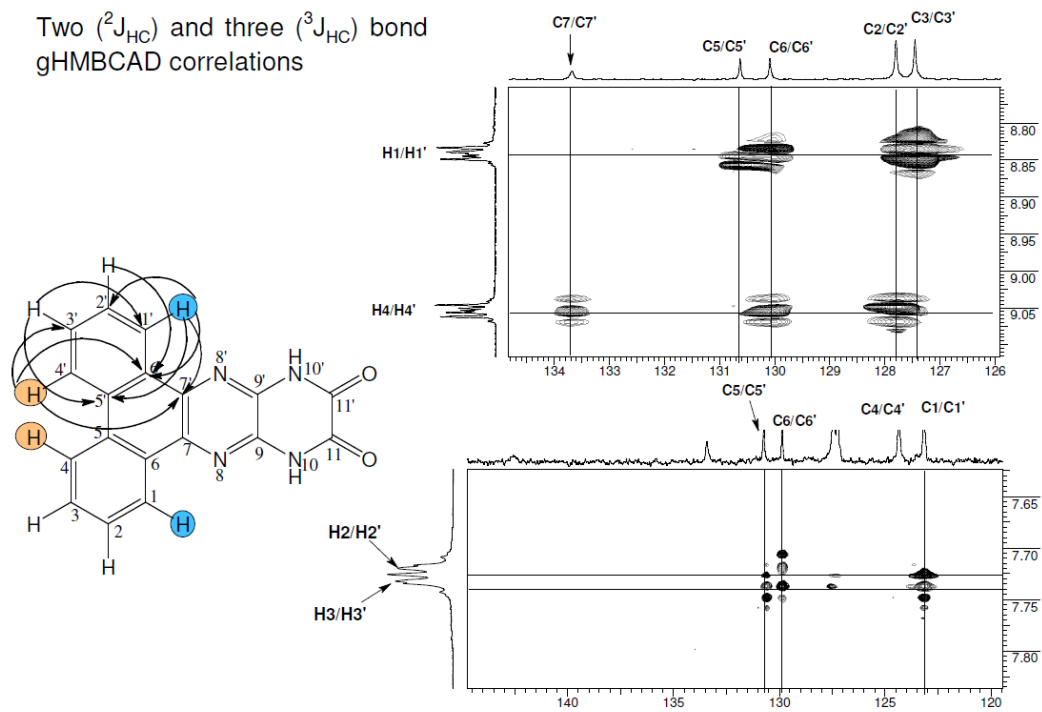 Two (²J_HC) and three (³J_HC) bond
gHMBCAD correlations
C7/C7'
C5/C5'
C6/C6'
C2/C2'
C3/C3'
H1/H1'
H4/H4'
8.80
8.85
8.90
8.95
9.00
9.05
134 133 132 131 130 129 128 127 126
C5/C5'
C6/C6'
C4/C4'
C1/C1'
H2/H2'
H3/H3'
7.65
7.70
7.75
7.80
140 135 130 125 120
H
H 2' H
3' 1'
4' 6' 8' NH
N 10' O
H 5' 7' 9' 11'
H 5 7 9 11
4 6 N NH O
8 10
3 1
H 2 H
H